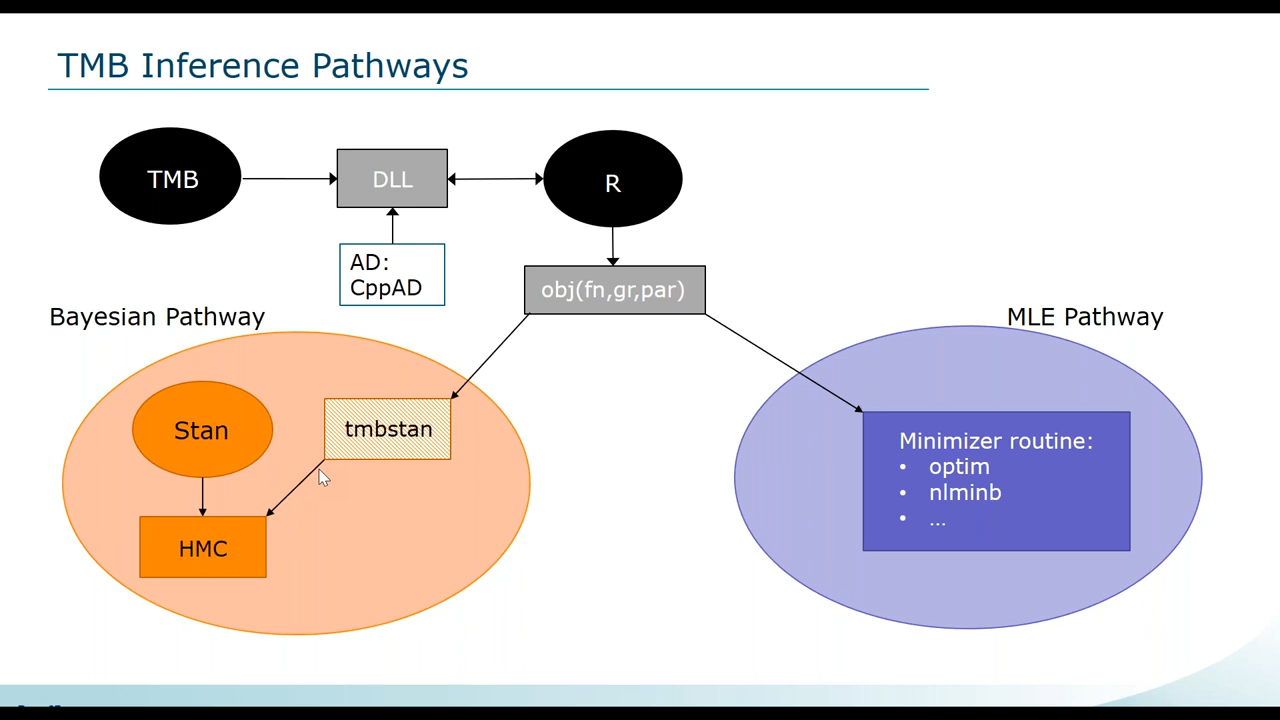 TMB Inference Pathways
TMB
DLL
R
AD:
CppAD
obj(fn,gr,par)
Bayesian Pathway
MLE Pathway
Stan
tmbstan
HMC
Minimizer routine:
• optim
• nlminb
• ...